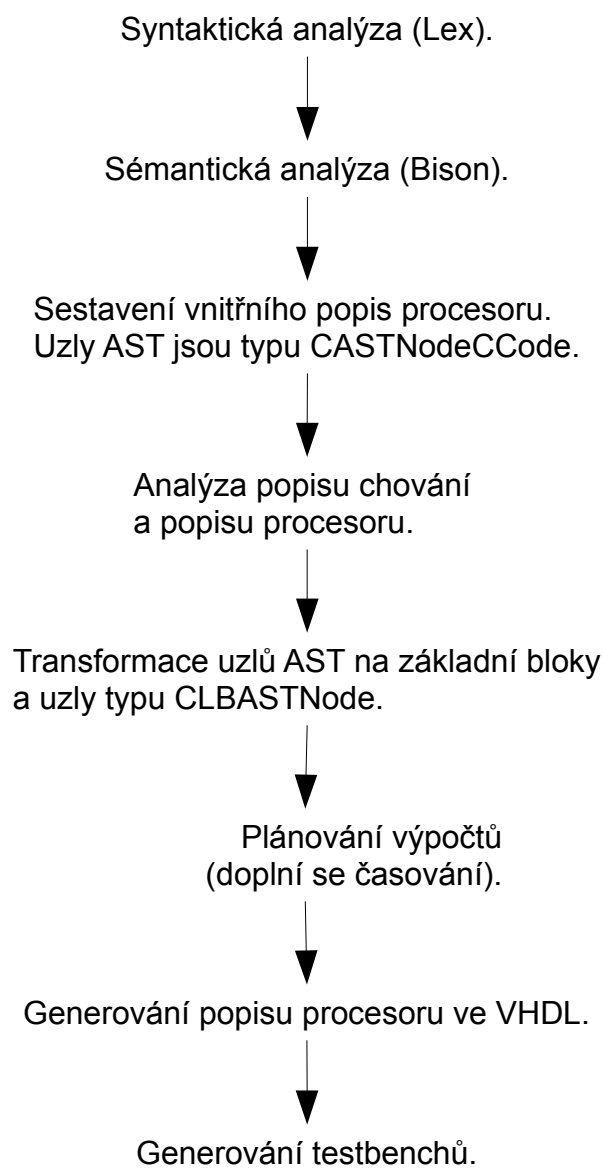 Syntaktická analýza (Lex).
Sémantická analýza (Bison).
Sestavení vnitřního popis procesoru.
Uzly AST jsou typu CASTNodeCCode.
Analýza popisu chování
a popisu procesoru.
Transformace uzlů AST na základní bloky
a uzly typu CLBASTNode.
Plánování výpočtů
(doplní se časování).
Generování popisu procesoru ve VHDL.
Generování testbenchů.